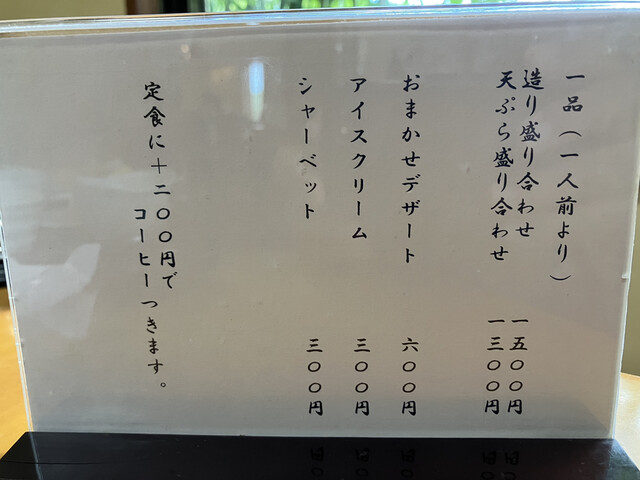 一品（一人前より）
造り盛り合わせ 一五〇〇円
天ぷら盛り合わせ 一三〇〇円
おまかせデザート 六〇〇円
アイスクリーム 三〇〇円
シャーベット 三〇〇円
定食に＋二〇〇円で
コーヒーつきます。